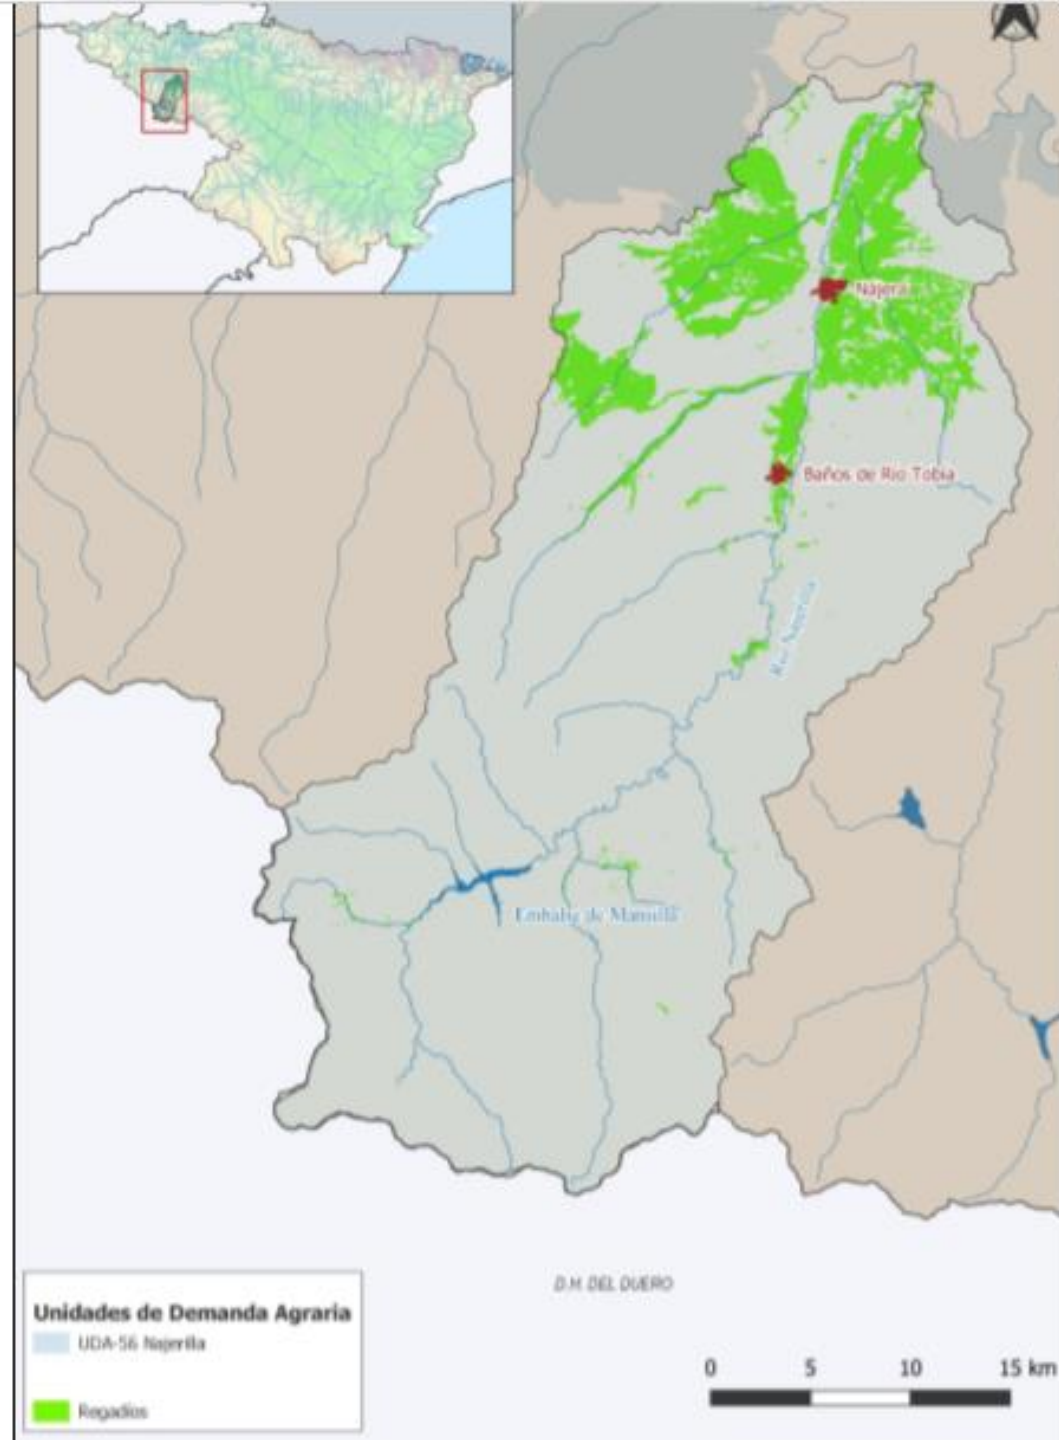 Nájera
Baños de Río Tobía
Río Najerilla
Embalse de Mansilla
D.H. DEL DUERO
Unidades de Demanda Agraria
UDA-56 Najerilla
Regadíos
0 5 10 15 km